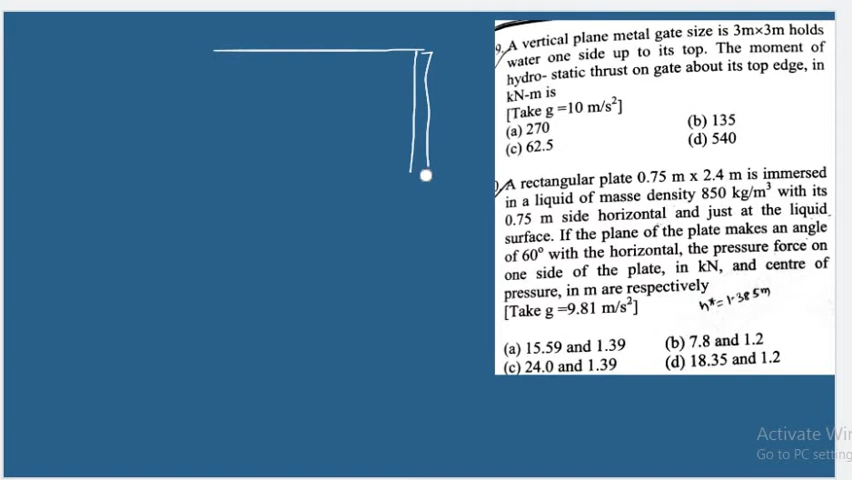 9. A vertical plane metal gate size is 3m×3m holds
water one side up to its top. The moment of
hydro- static thrust on gate about its top edge, in
kN-m is
[Take g =10 m/s²]
(a) 270 (b) 135
(c) 62.5 (d) 540
A rectangular plate 0.75 m x 2.4 m is immersed
in a liquid of masse density 850 kg/m³ with its
0.75 m side horizontal and just at the liquid
surface. If the plane of the plate makes an angle
of 60° with the horizontal, the pressure force on
one side of the plate, in kN, and centre of
pressure, in m are respectively
[Take g =9.81 m/s²] h*=1.385m
(a) 15.59 and 1.39 (b) 7.8 and 1.2
(c) 24.0 and 1.39 (d) 18.35 and 1.2
Activate Wi
Go to PC setting